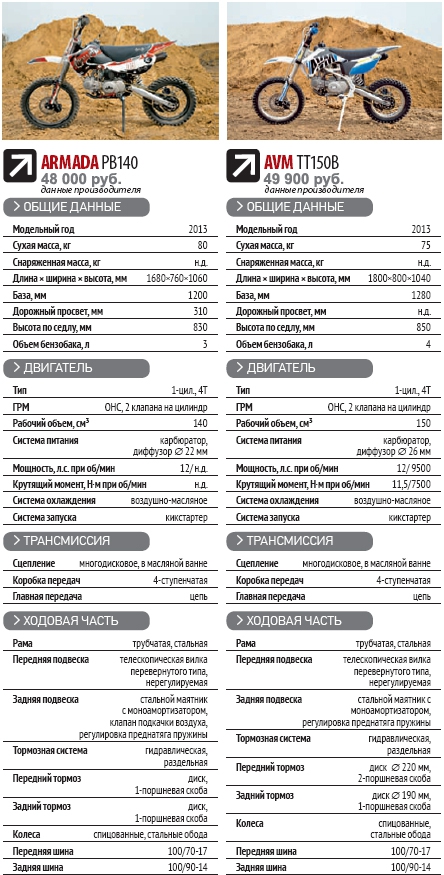 ARMADA PB140
48 000 руб.
данные производителя
> ОБЩИЕ ДАННЫЕ
Модельный год 2013
Сухая масса, кг 80
Снаряженная масса, кг н.д.
Длина × ширина × высота, мм 1680×760×1060
База, мм 1200
Дорожный просвет, мм 310
Высота по седлу, мм 830
Объем бензобака, л 3
> ДВИГАТЕЛЬ
Тип 1-цил., 4Т
ГРМ OHC, 2 клапана на цилиндр
Рабочий объем, см³ 140
Система питания карбюратор,
диффузор ∅ 22 мм
Мощность, л.с. при об/мин 12/ н.д.
Крутящий момент, Н·м при об/мин н.д.
Система охлаждения воздушно-масляное
Система запуска кикстартер
> ТРАНСМИССИЯ
Сцепление многодисковое, в масляной ванне
Коробка передач 4-ступенчатая
Главная передача цепь
> ХОДОВАЯ ЧАСТЬ
Рама трубчатая, стальная
Передняя подвеска телескопическая вилка
перевернутого типа,
нерегулируемая
Задняя подвеска стальной маятник
с моноамортизатором,
клапан подкачки воздуха,
регулировка преднатяга пружины
Тормозная система гидравлическая,
раздельная
Передний тормоз диск,
1-поршневая скоба
Задний тормоз диск,
1-поршневая скоба
Колеса спицованные, стальные обода
Передняя шина 100/70-17
Задняя шина 100/90-14
AVM TT150B
49 900 руб.
данные производителя
> ОБЩИЕ ДАННЫЕ
Модельный год 2013
Сухая масса, кг 75
Снаряженная масса, кг н.д.
Длина × ширина × высота, мм 1800×800×1040
База, мм 1280
Дорожный просвет, мм н.д.
Высота по седлу, мм 850
Объем бензобака, л 4
> ДВИГАТЕЛЬ
Тип 1-цил., 4Т
ГРМ OHC, 2 клапана на цилиндр
Рабочий объем, см³ 150
Система питания карбюратор,
диффузор ∅ 26 мм
Мощность, л.с. при об/мин 12/ 9500
Крутящий момент, Н·м при об/мин 11,5/7500
Система охлаждения воздушно-масляное
Система запуска кикстартер
> ТРАНСМИССИЯ
Сцепление многодисковое, в масляной ванне
Коробка передач 4-ступенчатая
Главная передача цепь
> ХОДОВАЯ ЧАСТЬ
Рама трубчатая, стальная
Передняя подвеска телескопическая вилка
перевернутого типа,
нерегулируемая
Задняя подвеска стальной маятник с
моноамортизатором,
регулировка преднатяга пружины
Тормозная система гидравлическая,
раздельная
Передний тормоз диск ∅ 220 мм,
2-поршневая скоба
Задний тормоз диск ∅ 190 мм,
1-поршневая скоба
Колеса спицованные,
стальные обода
Передняя шина 100/70-17
Задняя шина 100/90-14